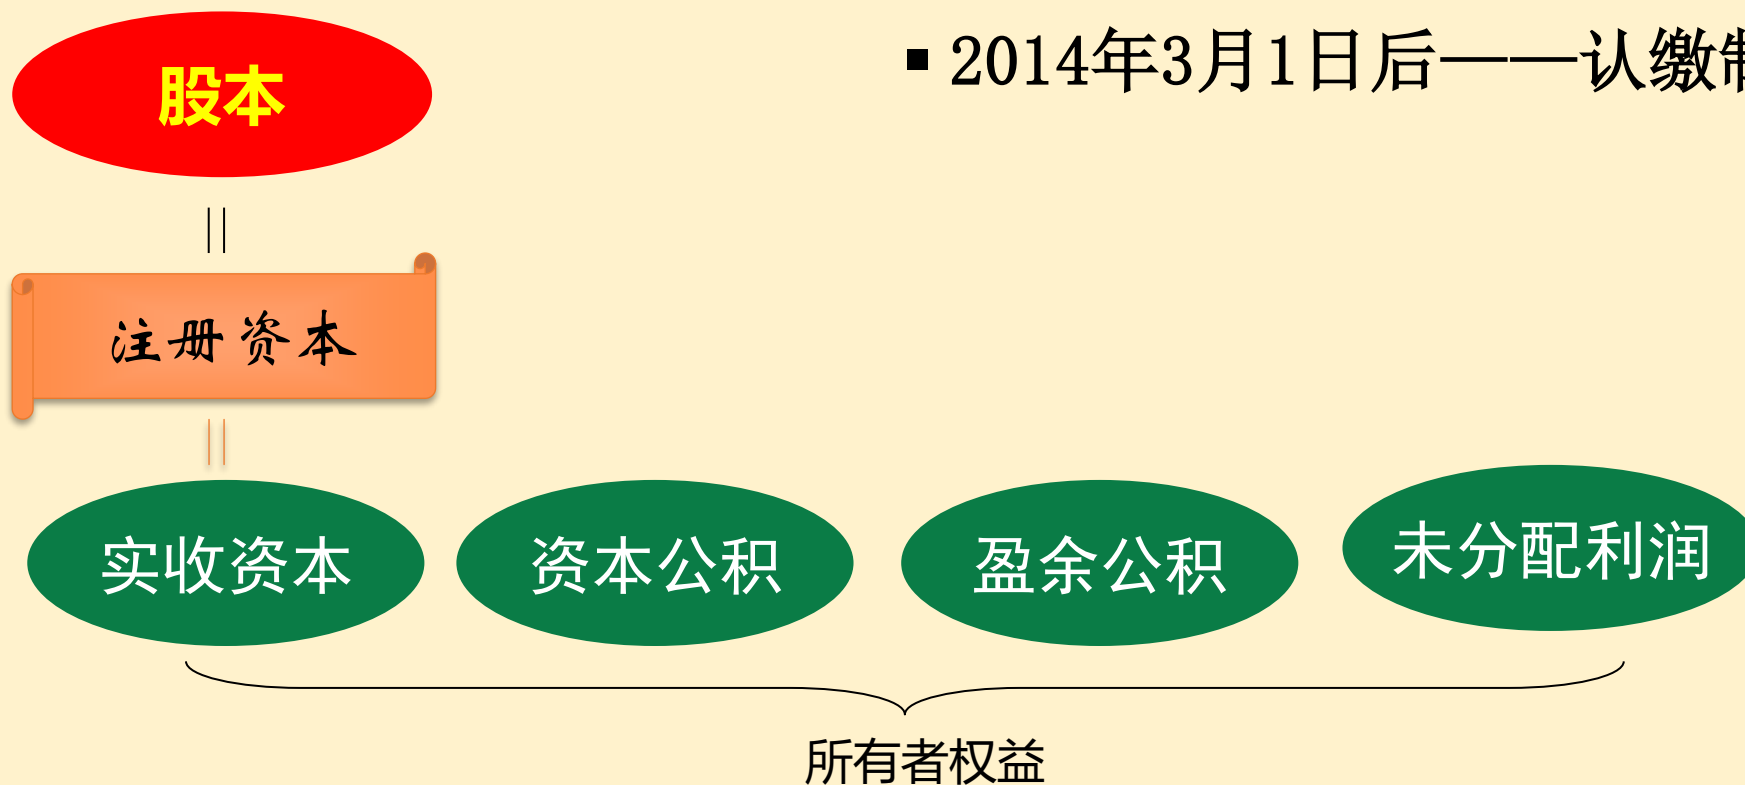 股本
▪ 2014年3月1日后——认缴制
注册资本
实收资本 资本公积 盈余公积 未分配利润
所有者权益